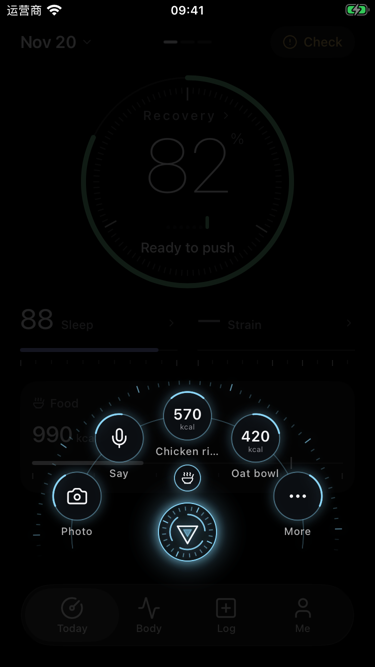 运营商 09:41
Nov 20
Check
Recovery
82%
Ready to push
88 Sleep
Strain
Food
990 kcal
570
kcal
Chicken ri...
420
kcal
Oat bowl
Say
Photo
More
Today
Body
Log
Me